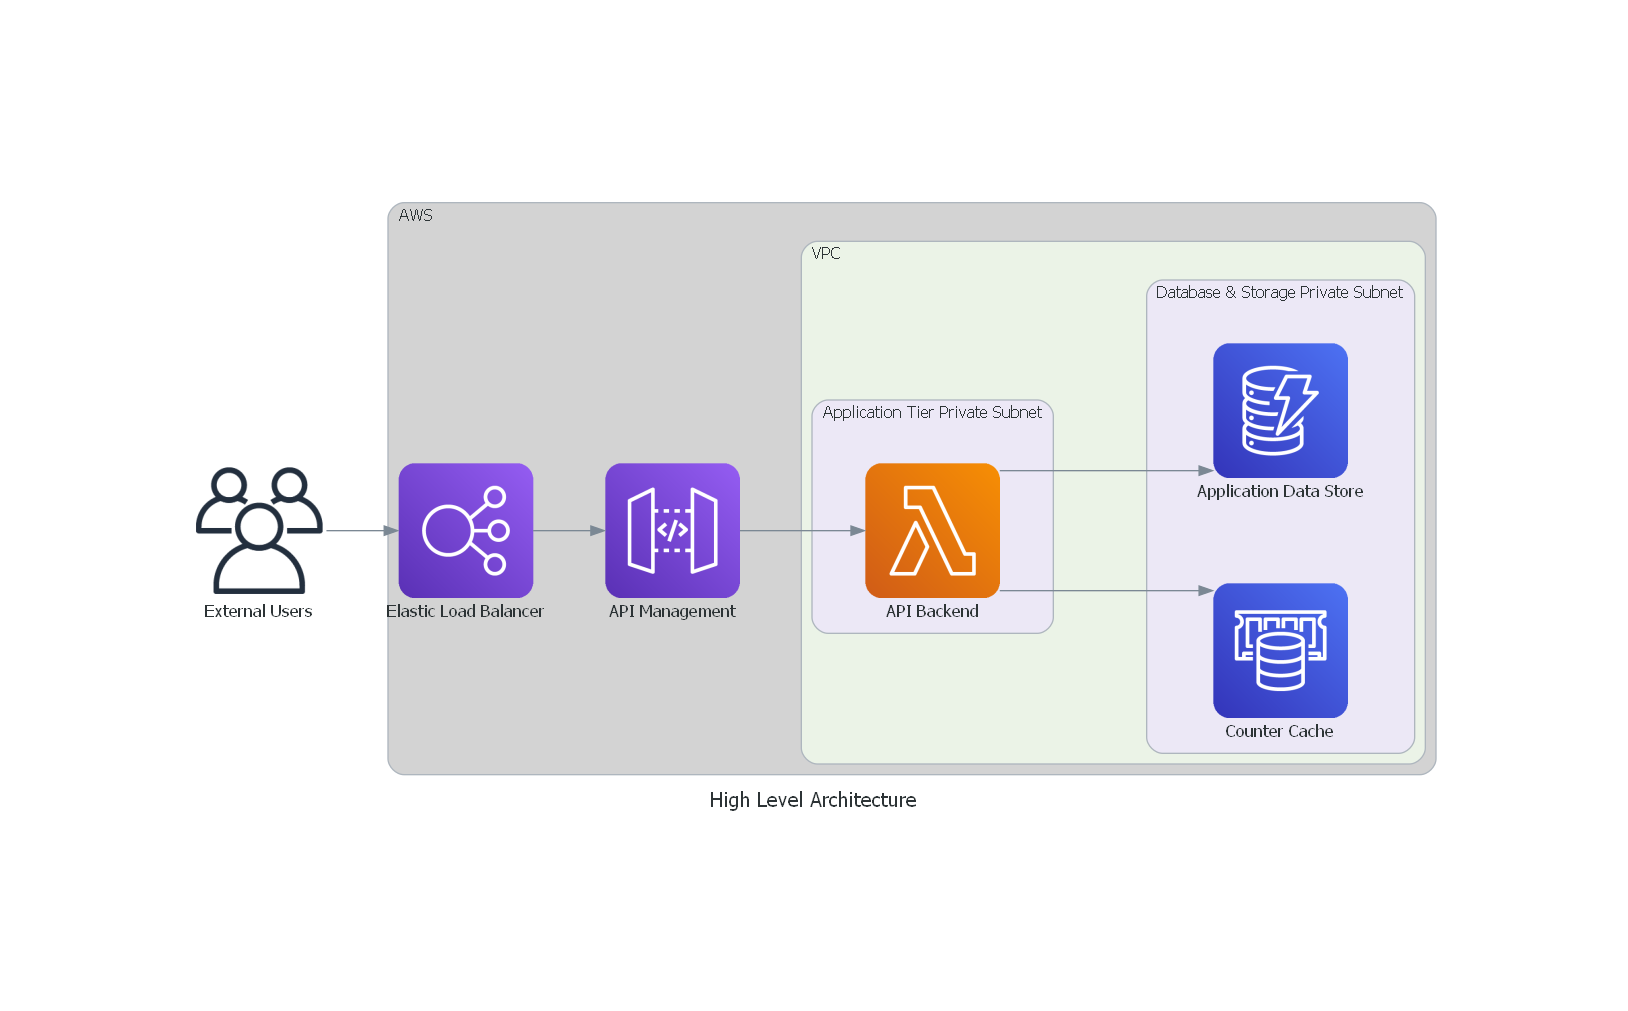 AWS
VPC
Database & Storage Private Subnet
Application Tier Private Subnet
Application Data Store
External Users
Elastic Load Balancer
API Management
API Backend
Counter Cache
High Level Architecture